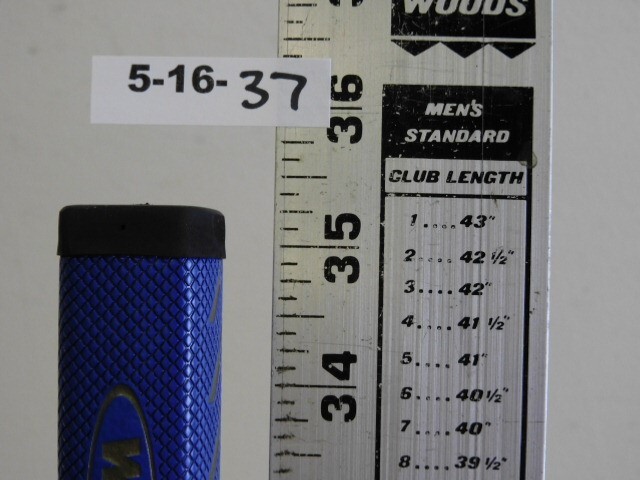 WOODS
5-16-37
36
MEN'S
STANDARD
CLUB LENGTH
1 .... 43"
35
2 .... 42 1/2"
3 .... 42"
4 .... 41 1/2"
34
5 .... 41"
6 .... 40 1/2"
7 .... 40"
8 .... 39 1/2"